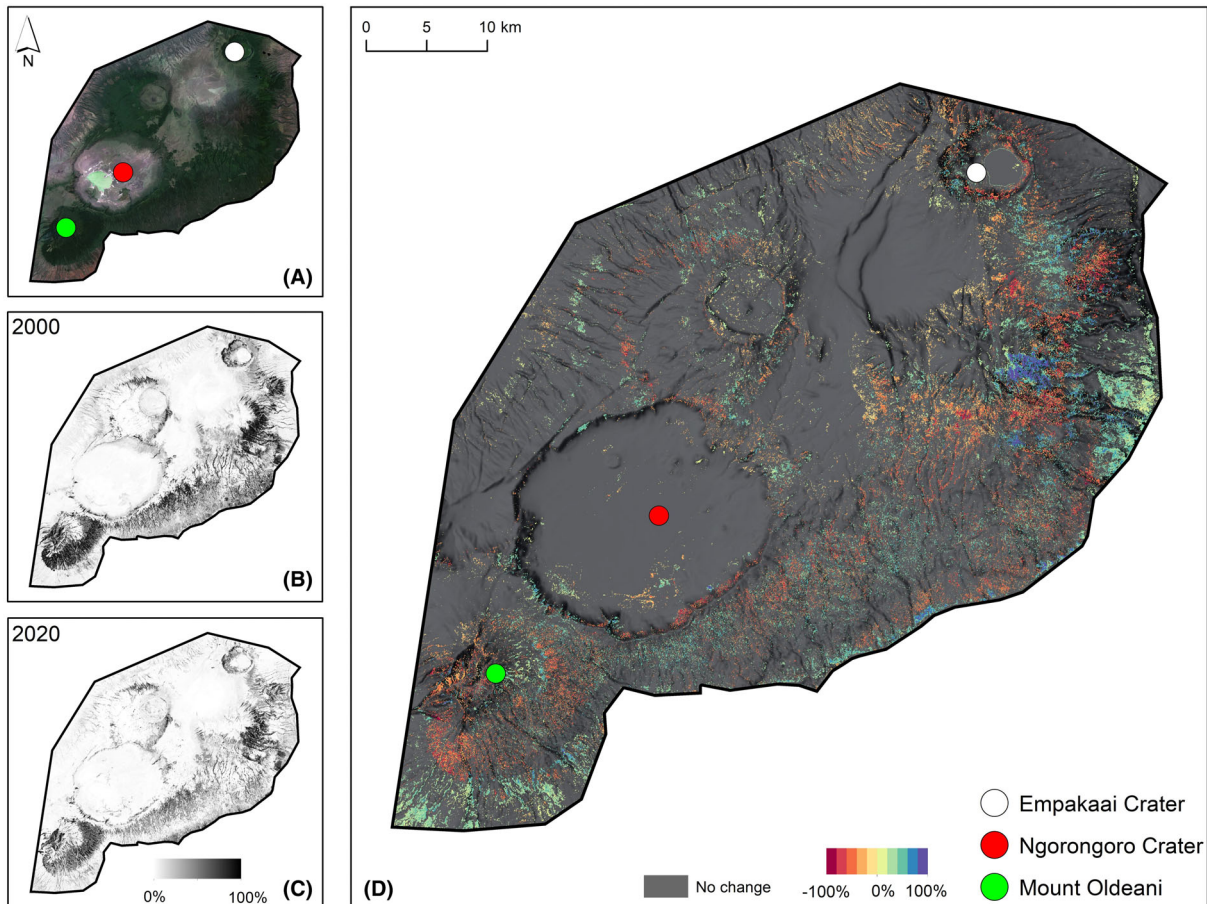 N
(A)
2000
(B)
2020
0%
100%
(C)
0 5 10 km
Empakaai Crater
Ngorongoro Crater
Mount Oldeani
No change
-100% 0% 100%
(D)